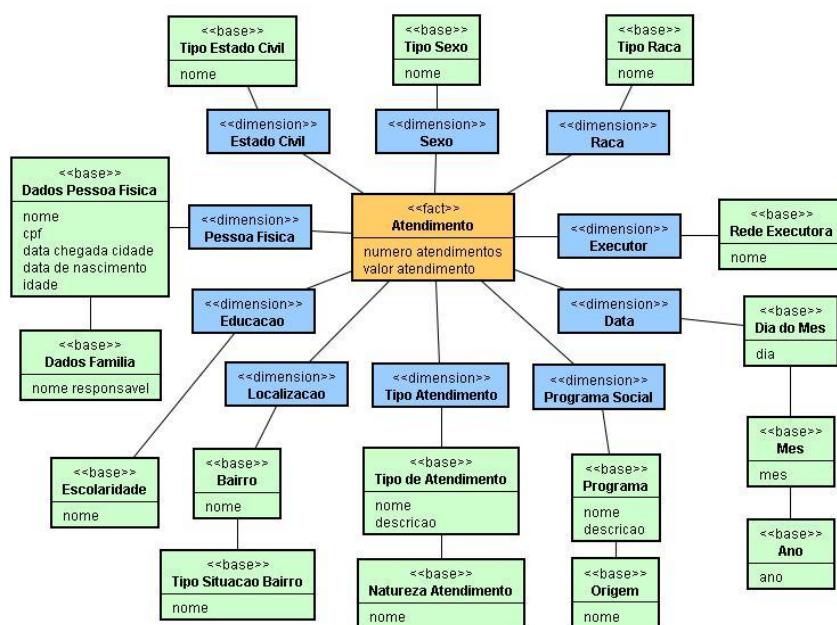 <<base>>
Tipo Estado Civil
nome
<<base>>
Tipo Sexo
nome
<<base>>
Tipo Raca
nome
<<dimension>>
Estado Civil
<<dimension>>
Sexo
<<dimension>>
Raca
<<base>>
Dados Pessoa Fisica
nome
cpf
data chegada cidade
data de nascimento
idade
<<dimension>>
Pessoa Fisica
<<fact>>
Atendimento
numero atendimentos
valor atendimento
<<dimension>>
Executor
<<base>>
Rede Executora
nome
<<dimension>>
Educacao
<<dimension>>
Data
<<base>>
Dia do Mes
dia
<<base>>
Dados Familia
nome responsavel
<<dimension>>
Localizacao
<<dimension>>
Tipo Atendimento
<<dimension>>
Programa Social
<<base>>
Mes
mes
<<base>>
Escolaridade
nome
<<base>>
Bairro
nome
<<base>>
Tipo de Atendimento
nome
descricao
<<base>>
Programa
nome
descricao
<<base>>
Ano
ano
<<base>>
Tipo Situacao Bairro
nome
<<base>>
Natureza Atendimento
nome
<<base>>
Origem
nome